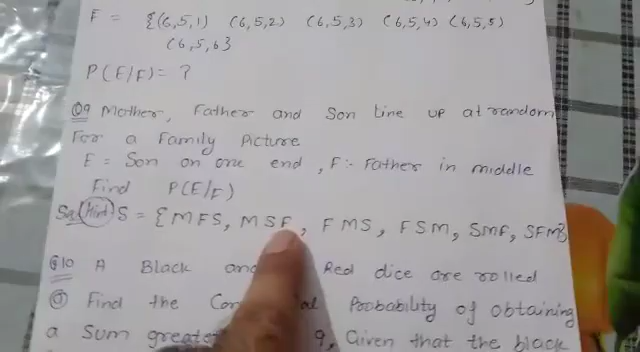 F = {(6,5,1) (6,5,2) (6,5,3) (6,5,4) (6,5,5)
(6,5,6}
P(E/F) = ?
Q9 Mother, Father and Son line up at random
For a Family Picture
E = Son on one end, F :- Father in middle
Find P(E/F)
Sol (Hint) S = {MFS, MSF, FMS, FSM, SMF, SFM}
Q10 A Black and Red dice are rolled
Find the Probability of obtaining
a Sum 9, Given that the black